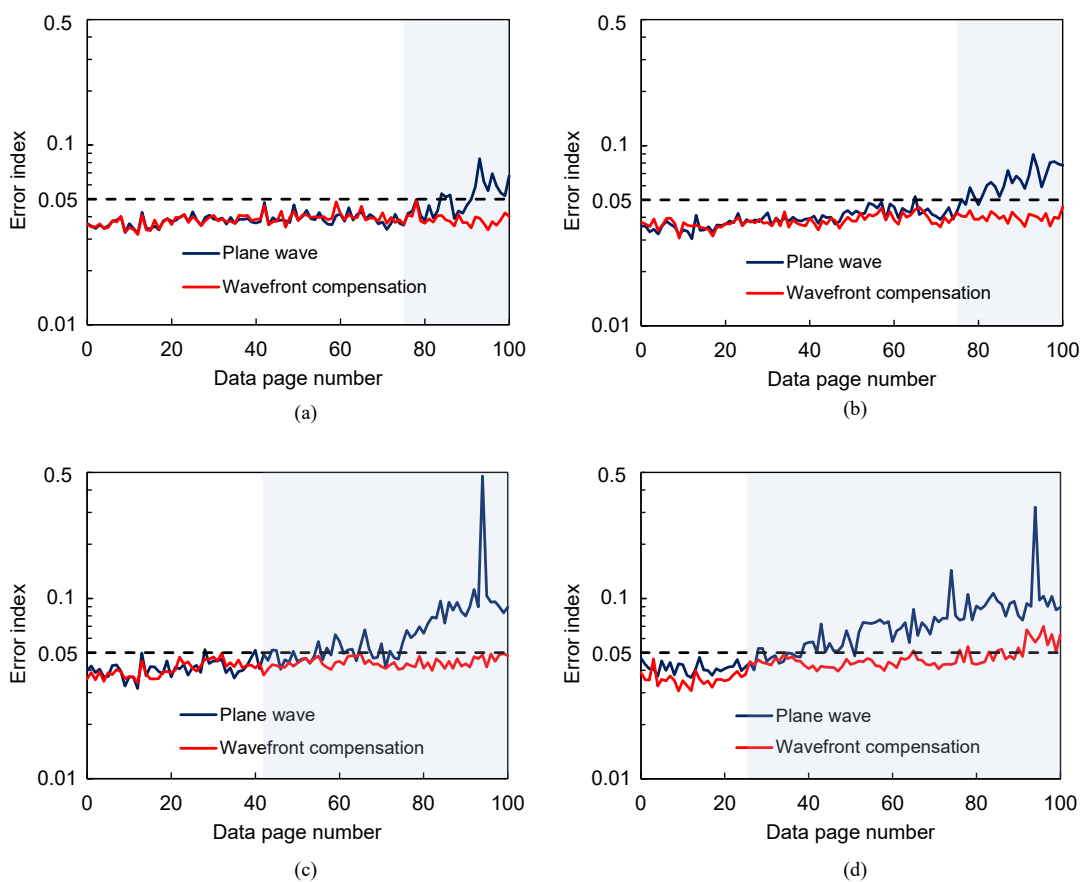 0.5
0.1
0.05
0.01
Error index
Plane wave
Wavefront compensation
0 20 40 60 80 100
Data page number
(a)
0.5
0.1
0.05
0.01
Error index
Plane wave
Wavefront compensation
0 20 40 60 80 100
Data page number
(b)
0.5
0.1
0.05
0.01
Error index
Plane wave
Wavefront compensation
0 20 40 60 80 100
Data page number
(c)
0.5
0.1
0.05
0.01
Error index
Plane wave
Wavefront compensation
0 20 40 60 80 100
Data page number
(d)